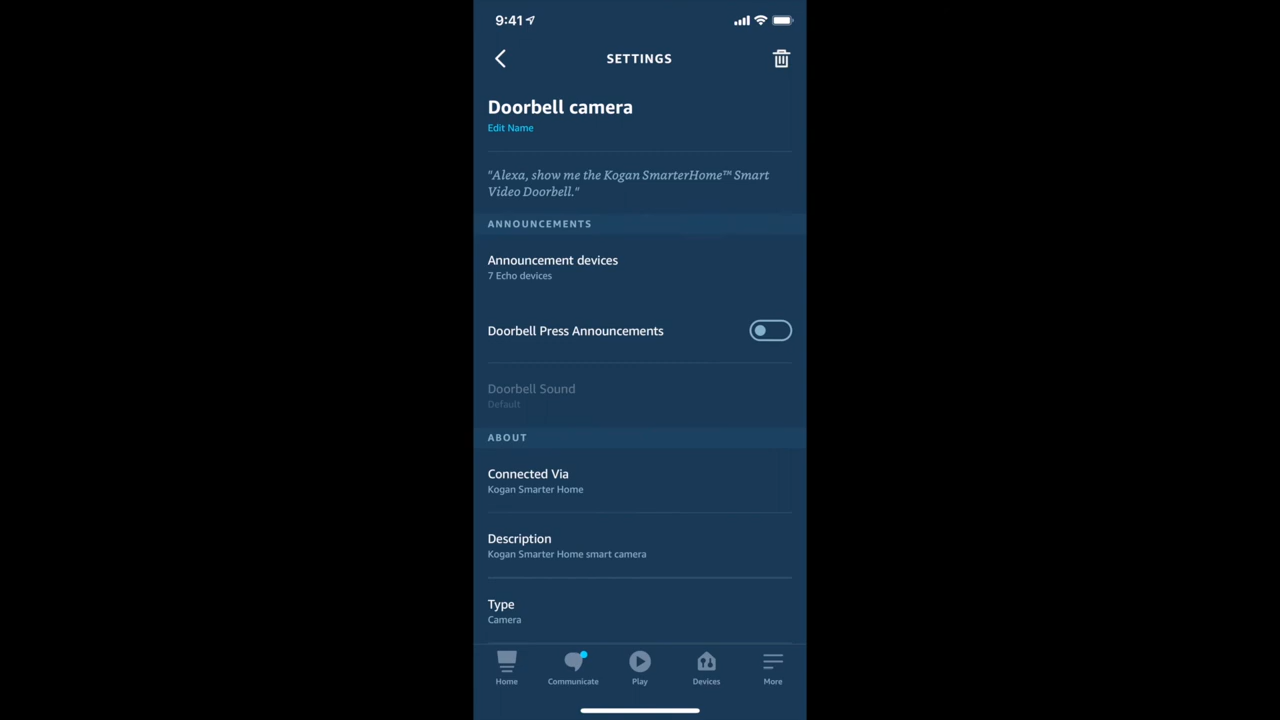 9:41
SETTINGS
Doorbell camera
Edit Name
"Alexa, show me the Kogan SmarterHome™ Smart
Video Doorbell."
ANNOUNCEMENTS
Announcement devices
7 Echo devices
Doorbell Press Announcements
Doorbell Sound
Default
ABOUT
Connected Via
Kogan Smarter Home
Description
Kogan Smarter Home smart camera
Type
Camera
Home Communicate Play Devices More